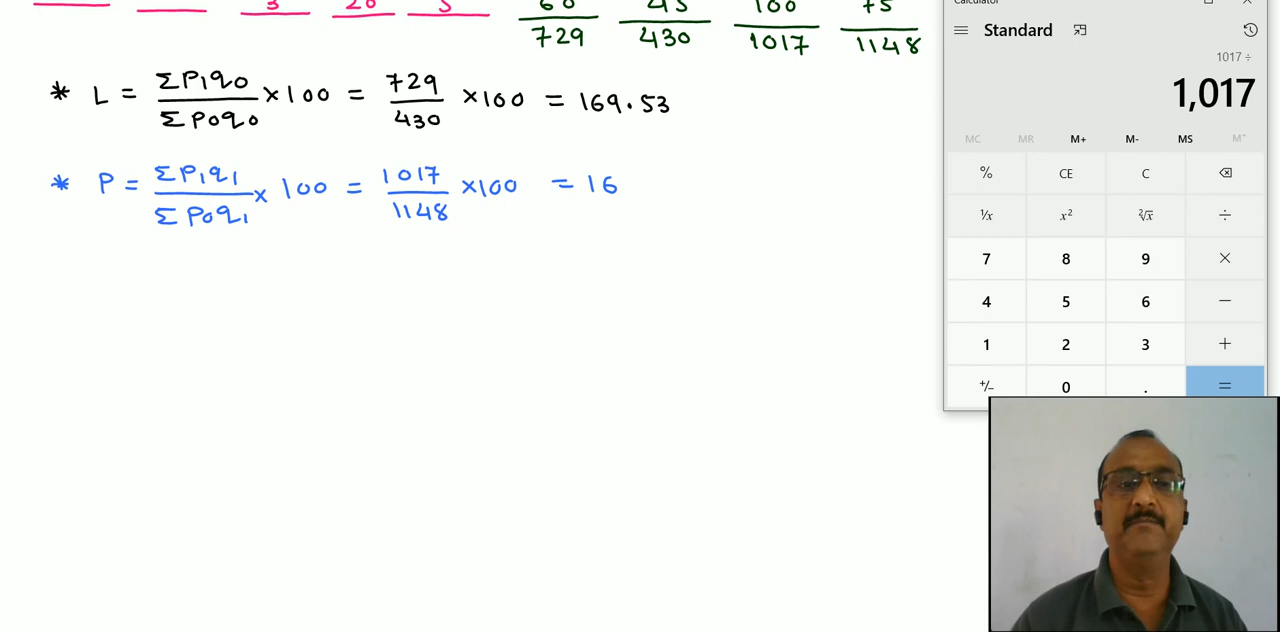 3 20 5 60 45 100 75
729 430 1017 1148
* L = ΣP1q0 / ΣP0q0 × 100 = 729 / 430 × 100 = 169.53
* P = ΣP1q1 / ΣP0q1 × 100 = 1017 / 1148 × 100 = 16
Calculator
Standard
1017 ÷
1,017
MC MR M+ M- MS M˅
% CE C
¹/x x² ²√x ÷
7 8 9 ×
4 5 6 −
1 2 3 +
+/- 0 . =